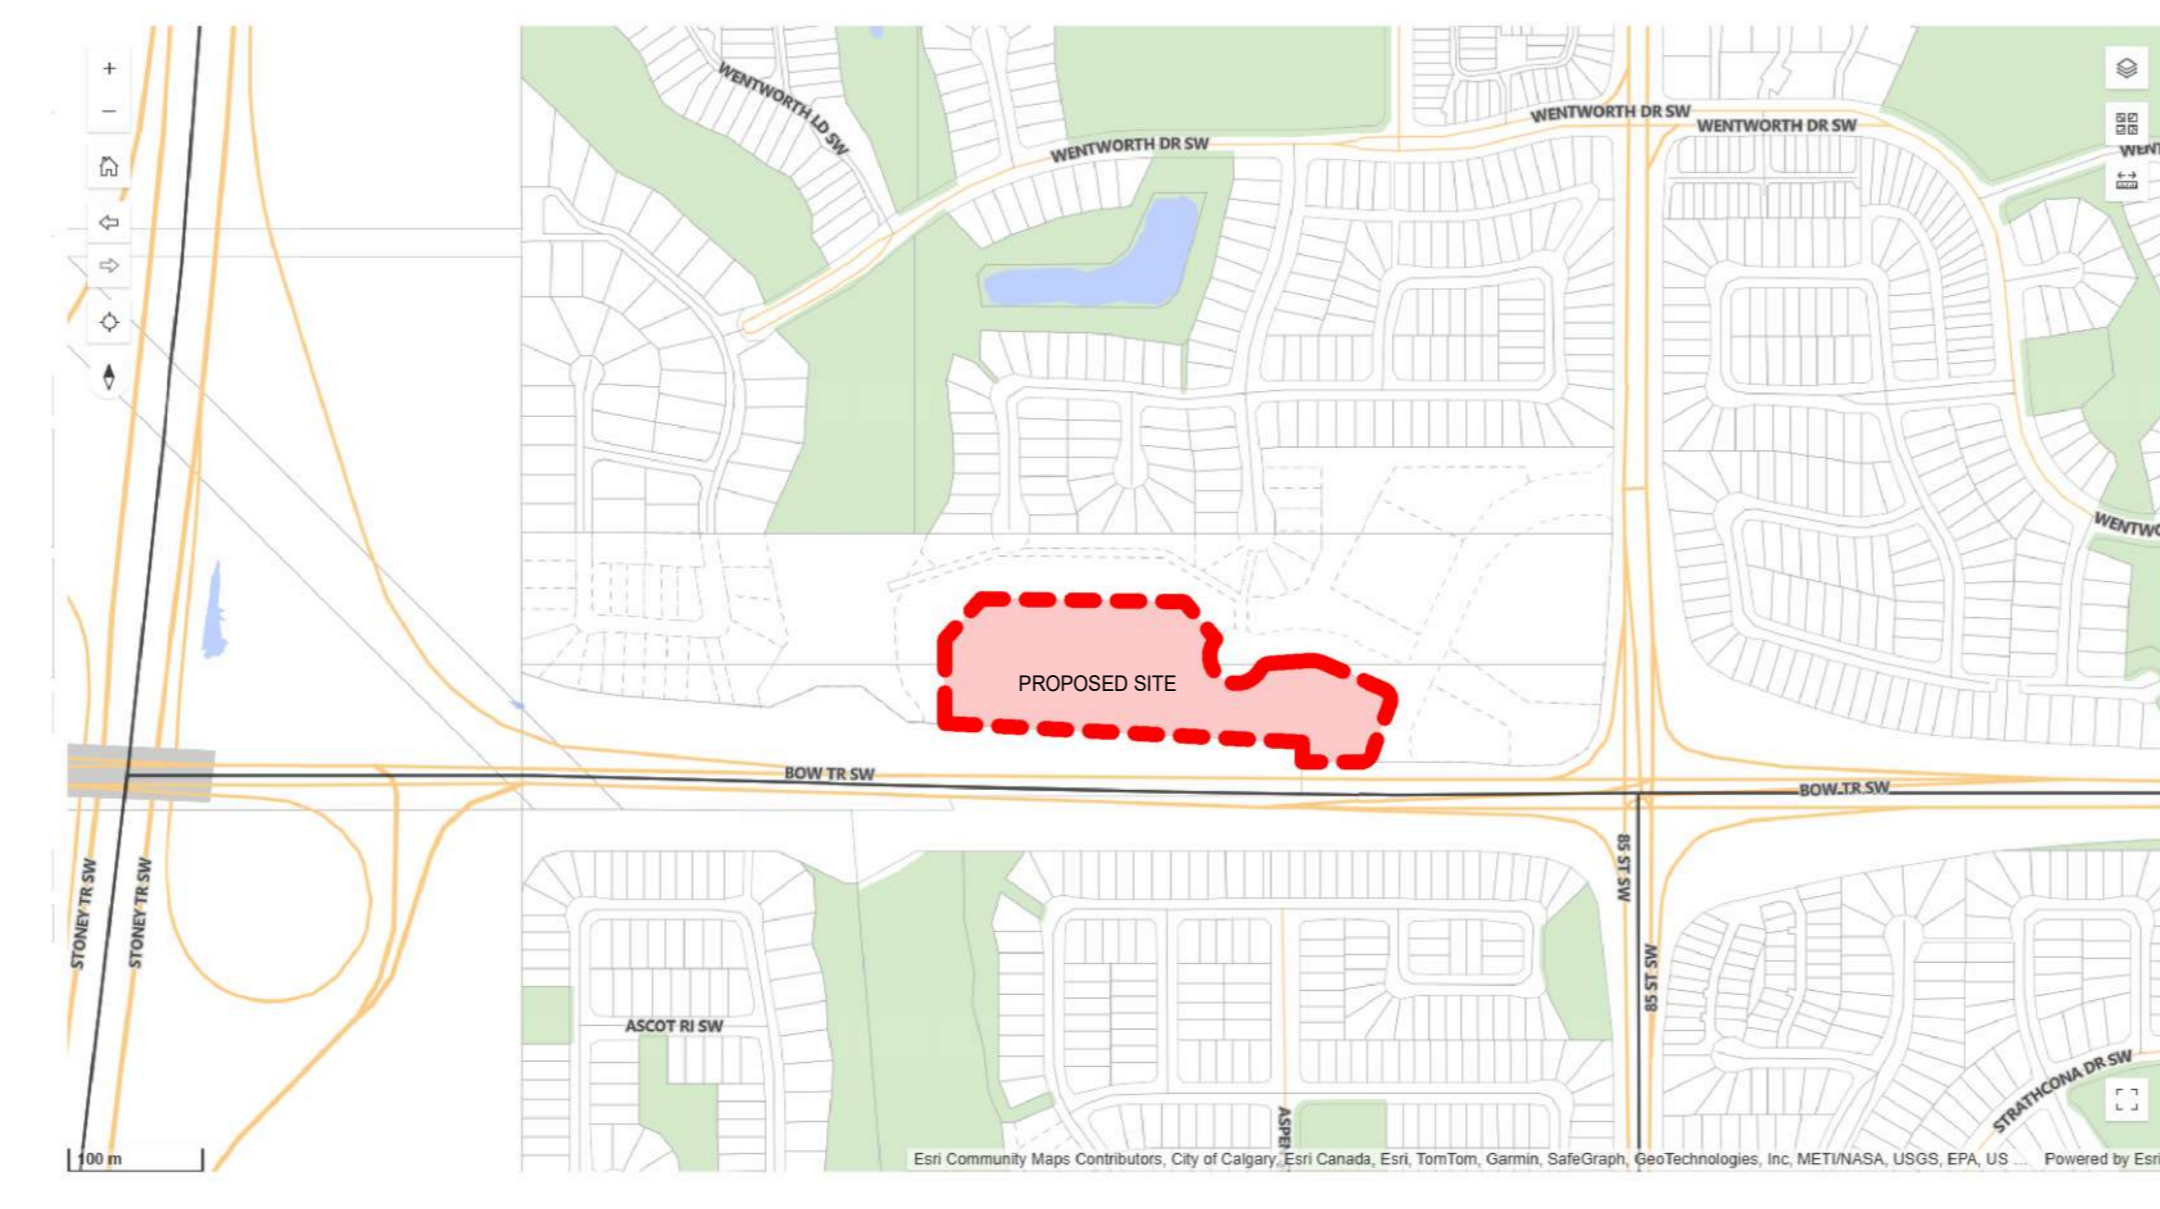 WENTWORTH LD SW
WENTWORTH DR SW
WENTWORTH DR SW
WENTWORTH DR SW
WENT
WENTWO
PROPOSED SITE
BOW TR SW
BOW TR SW
STONEY TR SW
STONEY TR SW
85 ST SW
85 ST SW
ASCOT RI SW
ASPEN
STRATHCONA DR SW
100 m
Esri Community Maps Contributors, City of Calgary, Esri Canada, Esri, TomTom, Garmin, SafeGraph, GeoTechnologies, Inc, METI/NASA, USGS, EPA, US ... Powered by Esri